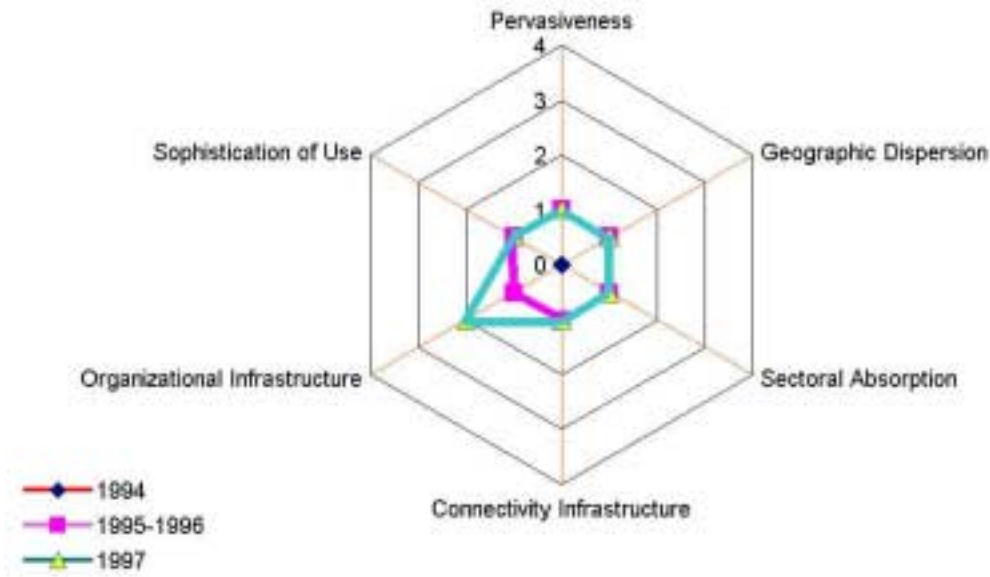 Pervasiveness
4
3
Sophistication of Use
2
Geographic Dispersion
1
0
Organizational Infrastructure
Sectoral Absorption
Connectivity Infrastructure
1994
1995-1996
1997